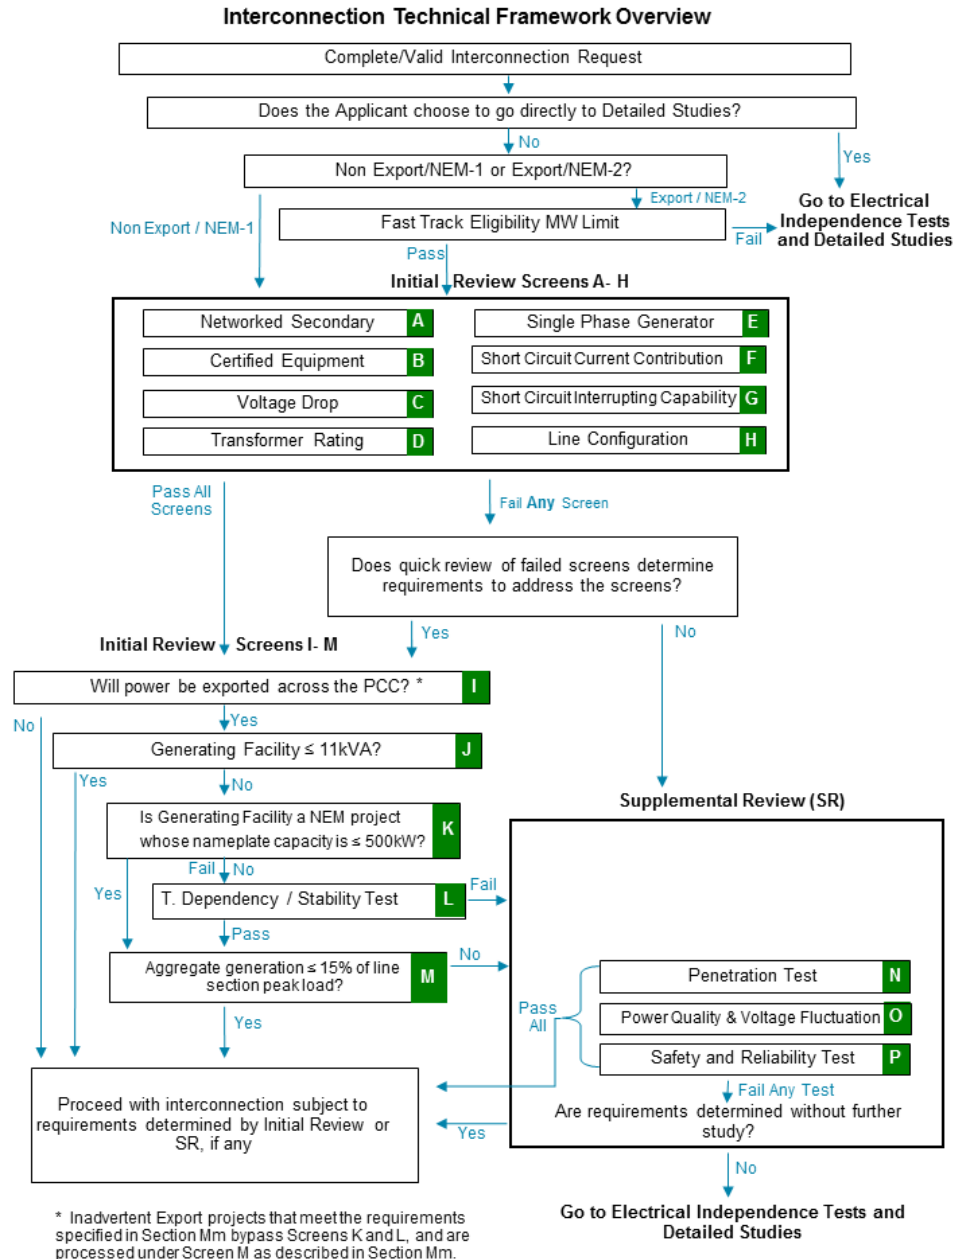 Interconnection Technical Framework Overview
Complete/Valid Interconnection Request
Does the Applicant choose to go directly to Detailed Studies?
No
Yes
Non Export/NEM-1 or Export/NEM-2?
Export / NEM-2
Go to Electrical
Independence Tests
and Detailed Studies
Non Export / NEM-1
Fast Track Eligibility MW Limit
Fail
Pass
Initial Review Screens A- H
Networked Secondary A
Certified Equipment B
Voltage Drop C
Transformer Rating D
Single Phase Generator E
Short Circuit Current Contribution F
Short Circuit Interrupting Capability G
Line Configuration H
Pass All
Screens
Fail Any Screen
Does quick review of failed screens determine
requirements to address the screens?
Yes
No
Initial Review Screens I- M
Will power be exported across the PCC? * I
No
Yes
Generating Facility ≤ 11kVA? J
Yes
No
Is Generating Facility a NEM project
whose nameplate capacity is ≤ 500kW?
K
Fail No
Yes
T. Dependency / Stability Test L
Fail
Pass
Aggregate generation ≤ 15% of line
section peak load?
M
No
Yes
Supplemental Review (SR)
Penetration Test N
Power Quality & Voltage Fluctuation O
Safety and Reliability Test P
Pass
All
Fail Any Test
Are requirements determined without further
study?
Yes
No
Proceed with interconnection subject to
requirements determined by Initial Review or
SR, if any
Go to Electrical Independence Tests and
Detailed Studies
* Inadvertent Export projects that meet the requirements
specified in Section Mm bypass Screens K and L, and are
processed under Screen M as described in Section Mm.